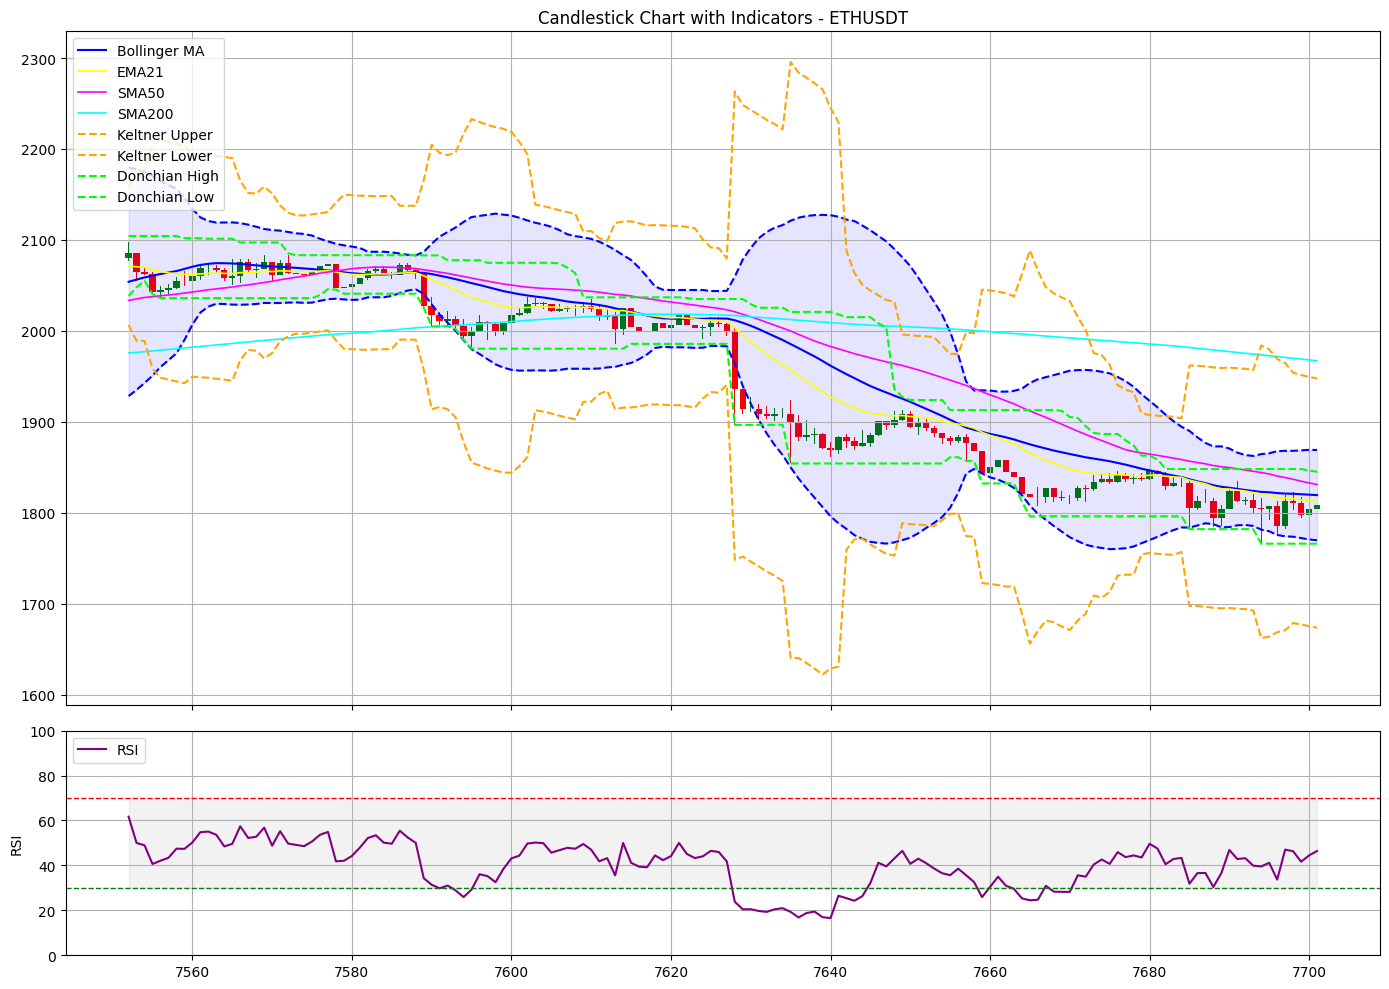 Candlestick Chart with Indicators - ETHUSDT
2300
2200
2100
2000
1900
1800
1700
1600
Bollinger MA
EMA21
SMA50
SMA200
Keltner Upper
Keltner Lower
Donchian High
Donchian Low
RSI
100
80
60
40
20
0
RSI
7560 7580 7600 7620 7640 7660 7680 7700